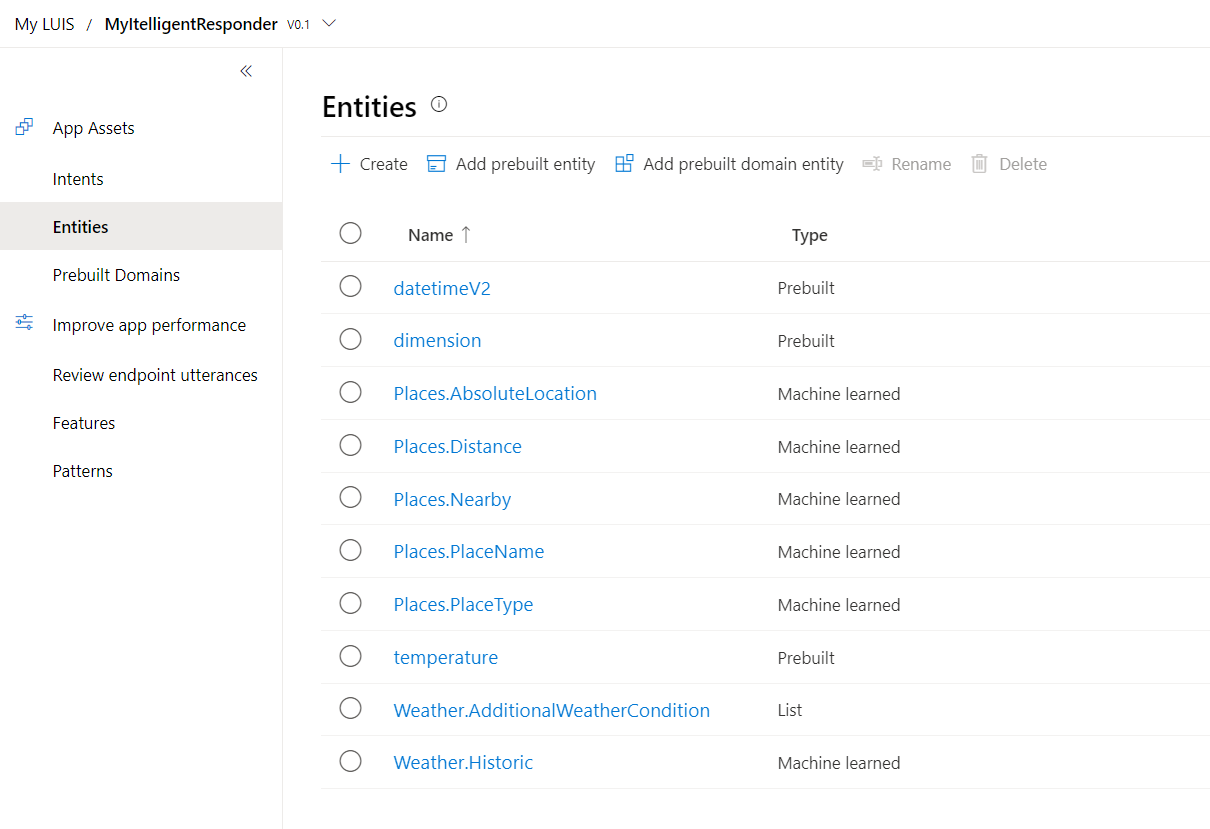 My LUIS / MyItelligentResponder V0.1
App Assets
Intents
Entities
Prebuilt Domains
Improve app performance
Review endpoint utterances
Features
Patterns
Entities
Create Add prebuilt entity Add prebuilt domain entity Rename Delete
Name ↑ Type
datetimeV2 Prebuilt
dimension Prebuilt
Places.AbsoluteLocation Machine learned
Places.Distance Machine learned
Places.Nearby Machine learned
Places.PlaceName Machine learned
Places.PlaceType Machine learned
temperature Prebuilt
Weather.AdditionalWeatherCondition List
Weather.Historic Machine learned